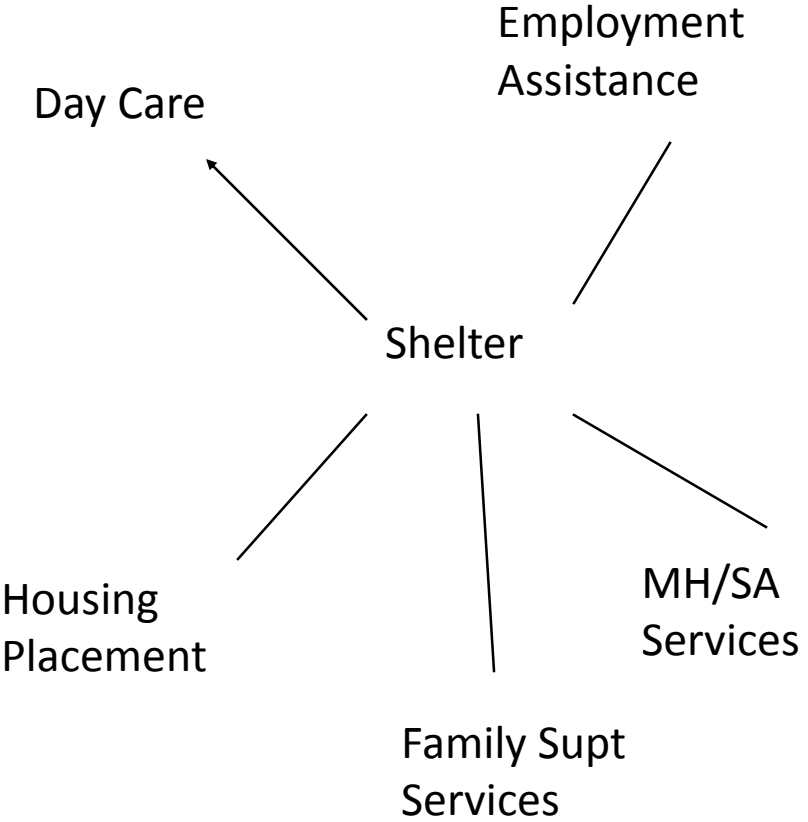 Employment
Assistance
Day Care
Shelter
Housing
Placement
MH/SA
Services
Family Supt
Services